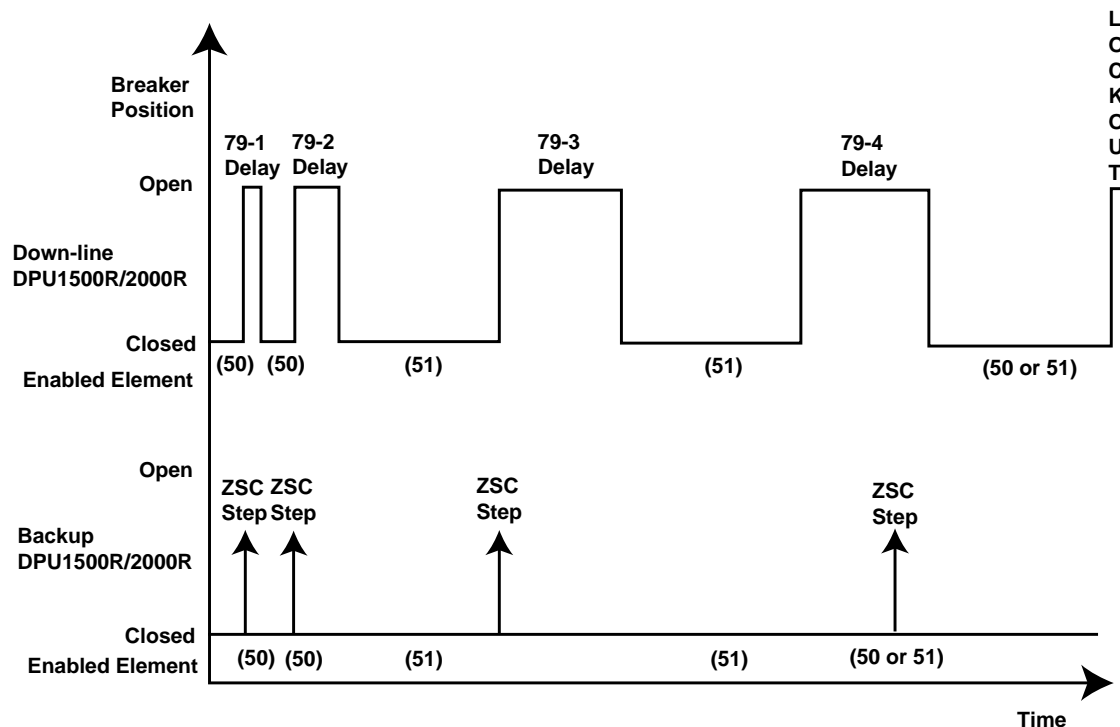 L
O
C
K
O
U
T
Breaker
Position
79-1
Delay
79-2
Delay
79-3
Delay
79-4
Delay
Open
Down-line
DPU1500R/2000R
Closed
Enabled Element
(50)
(50)
(51)
(51)
(50 or 51)
Open
ZSC
Step
ZSC
Step
ZSC
Step
ZSC
Step
Backup
DPU1500R/2000R
Closed
Enabled Element
(50)
(50)
(51)
(51)
(50 or 51)
Time